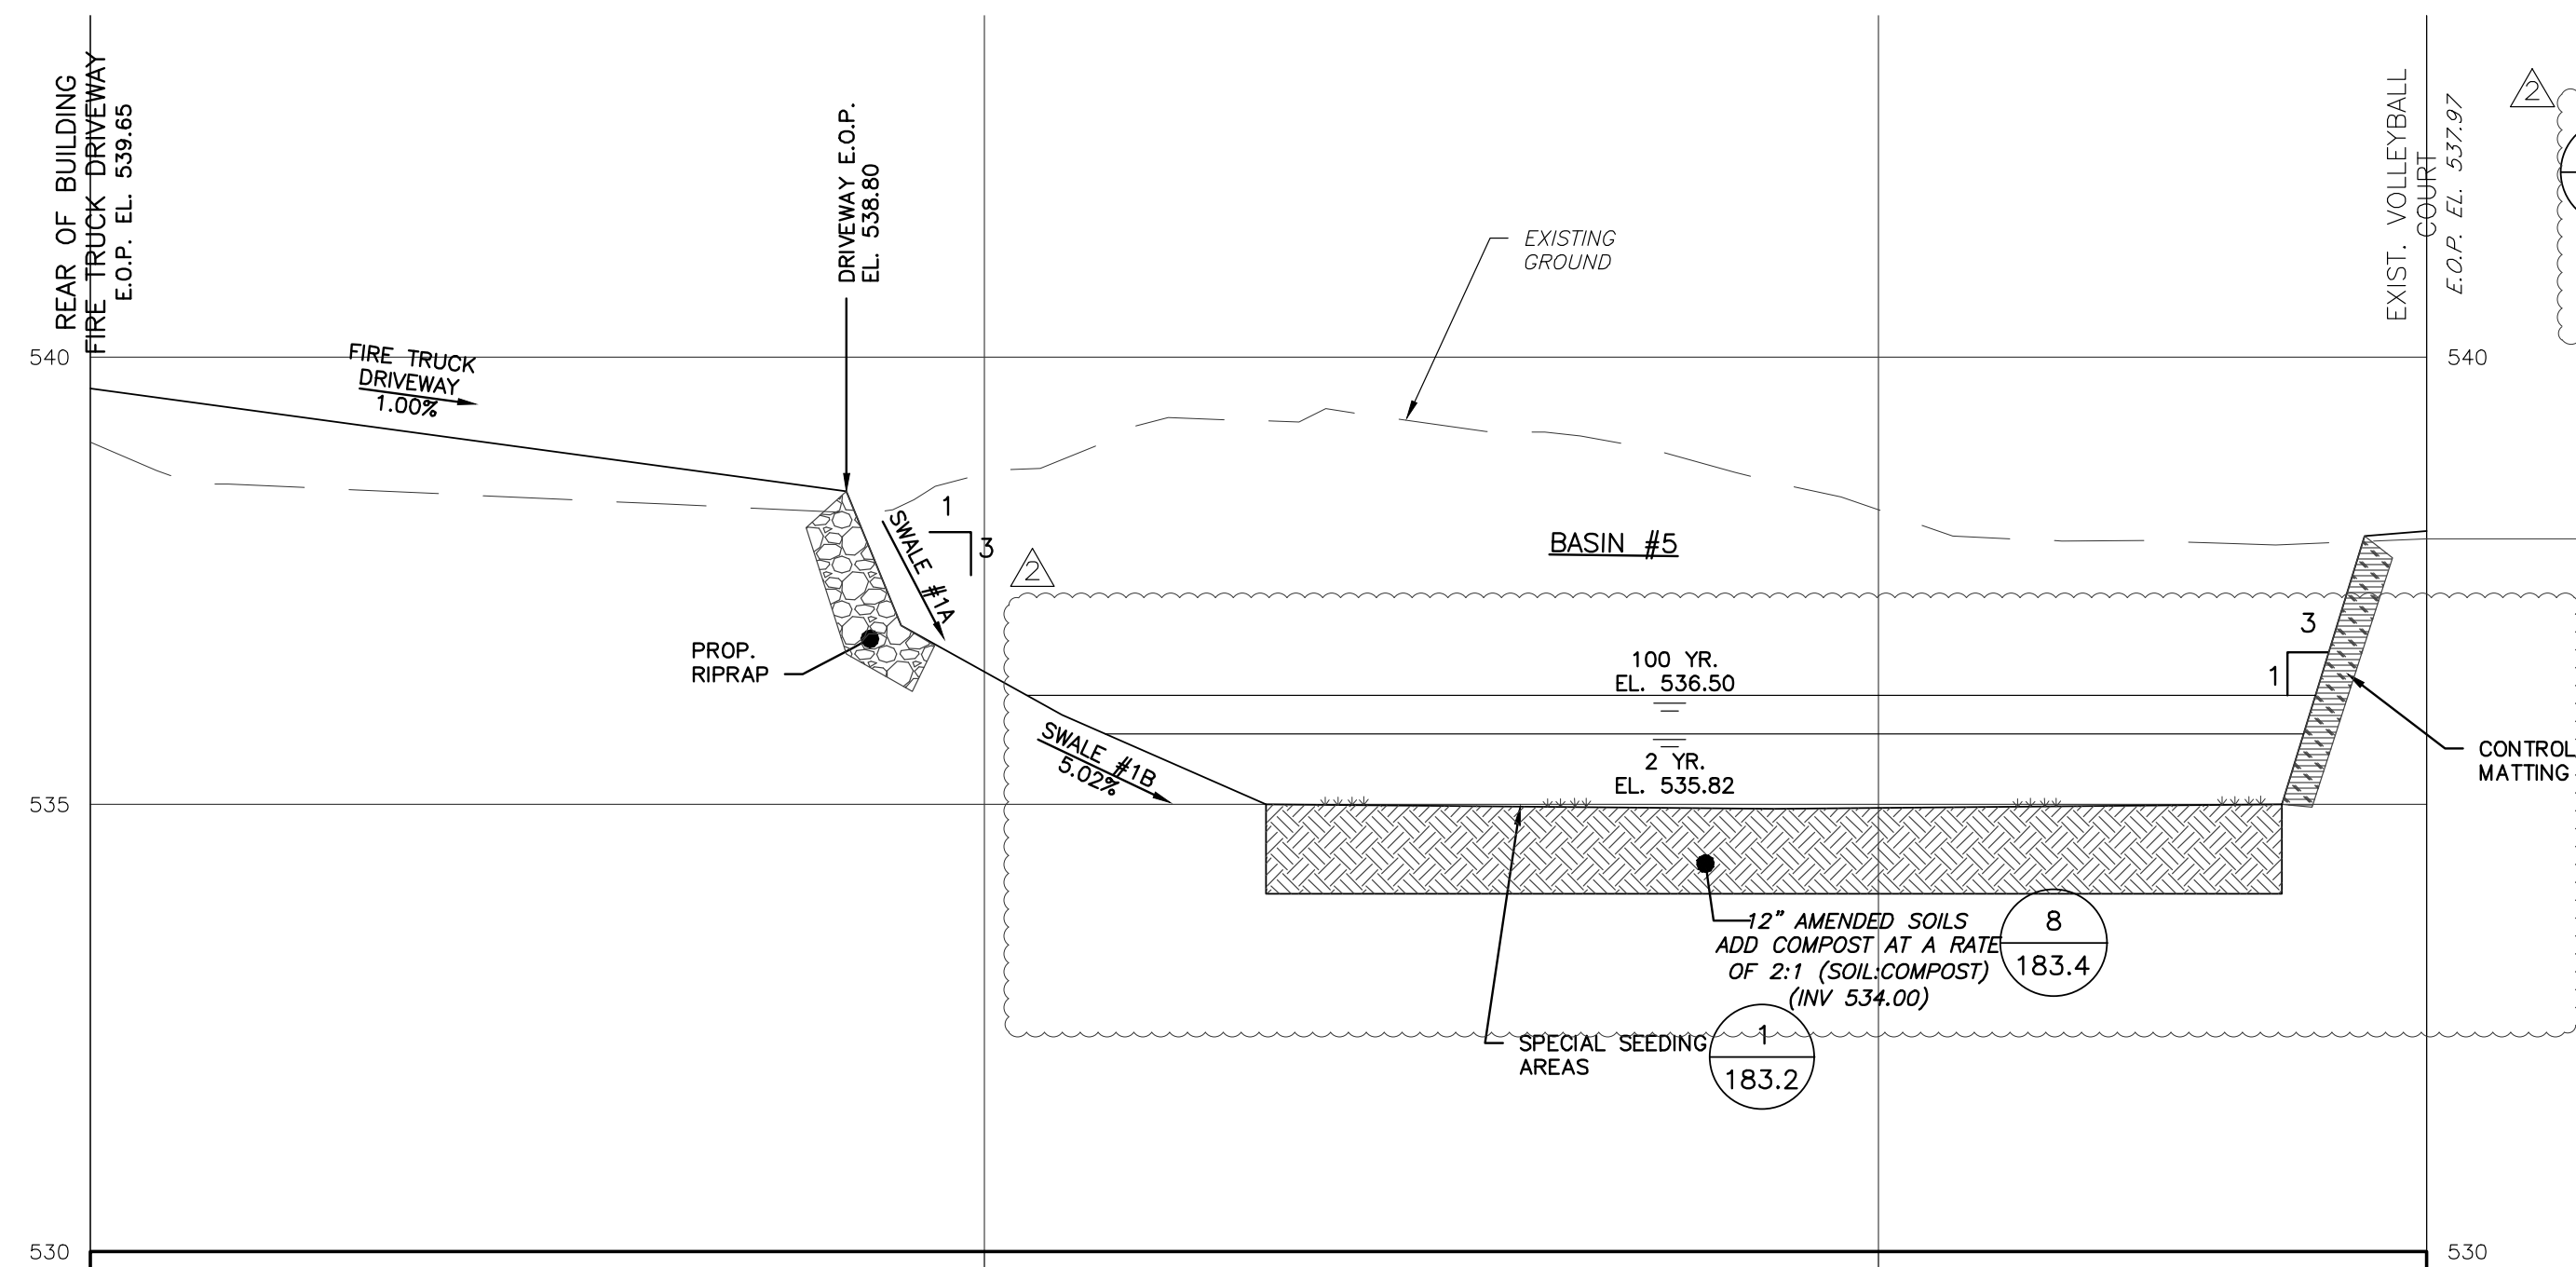 REAR OF BUILDING
FIRE TRUCK DRIVEWAY
E.O.P. EL. 539.65
DRIVEWAY E.O.P.
EL. 538.80
EXIST. VOLLEYBALL
COURT
E.O.P. EL. 537.97
2
EXISTING
GROUND
540
540
FIRE TRUCK
DRIVEWAY
1.00%
1
3
SWALE #1A
2
BASIN #5
PROP.
RIPRAP
100 YR.
EL. 536.50
3
1
SWALE #1B
5.02%
2 YR.
EL. 535.82
CONTROL
MATTING
535
12" AMENDED SOILS
ADD COMPOST AT A RATE
OF 2:1 (SOIL:COMPOST)
(INV 534.00)
8
183.4
SPECIAL SEEDING
AREAS
1
183.2
530
530